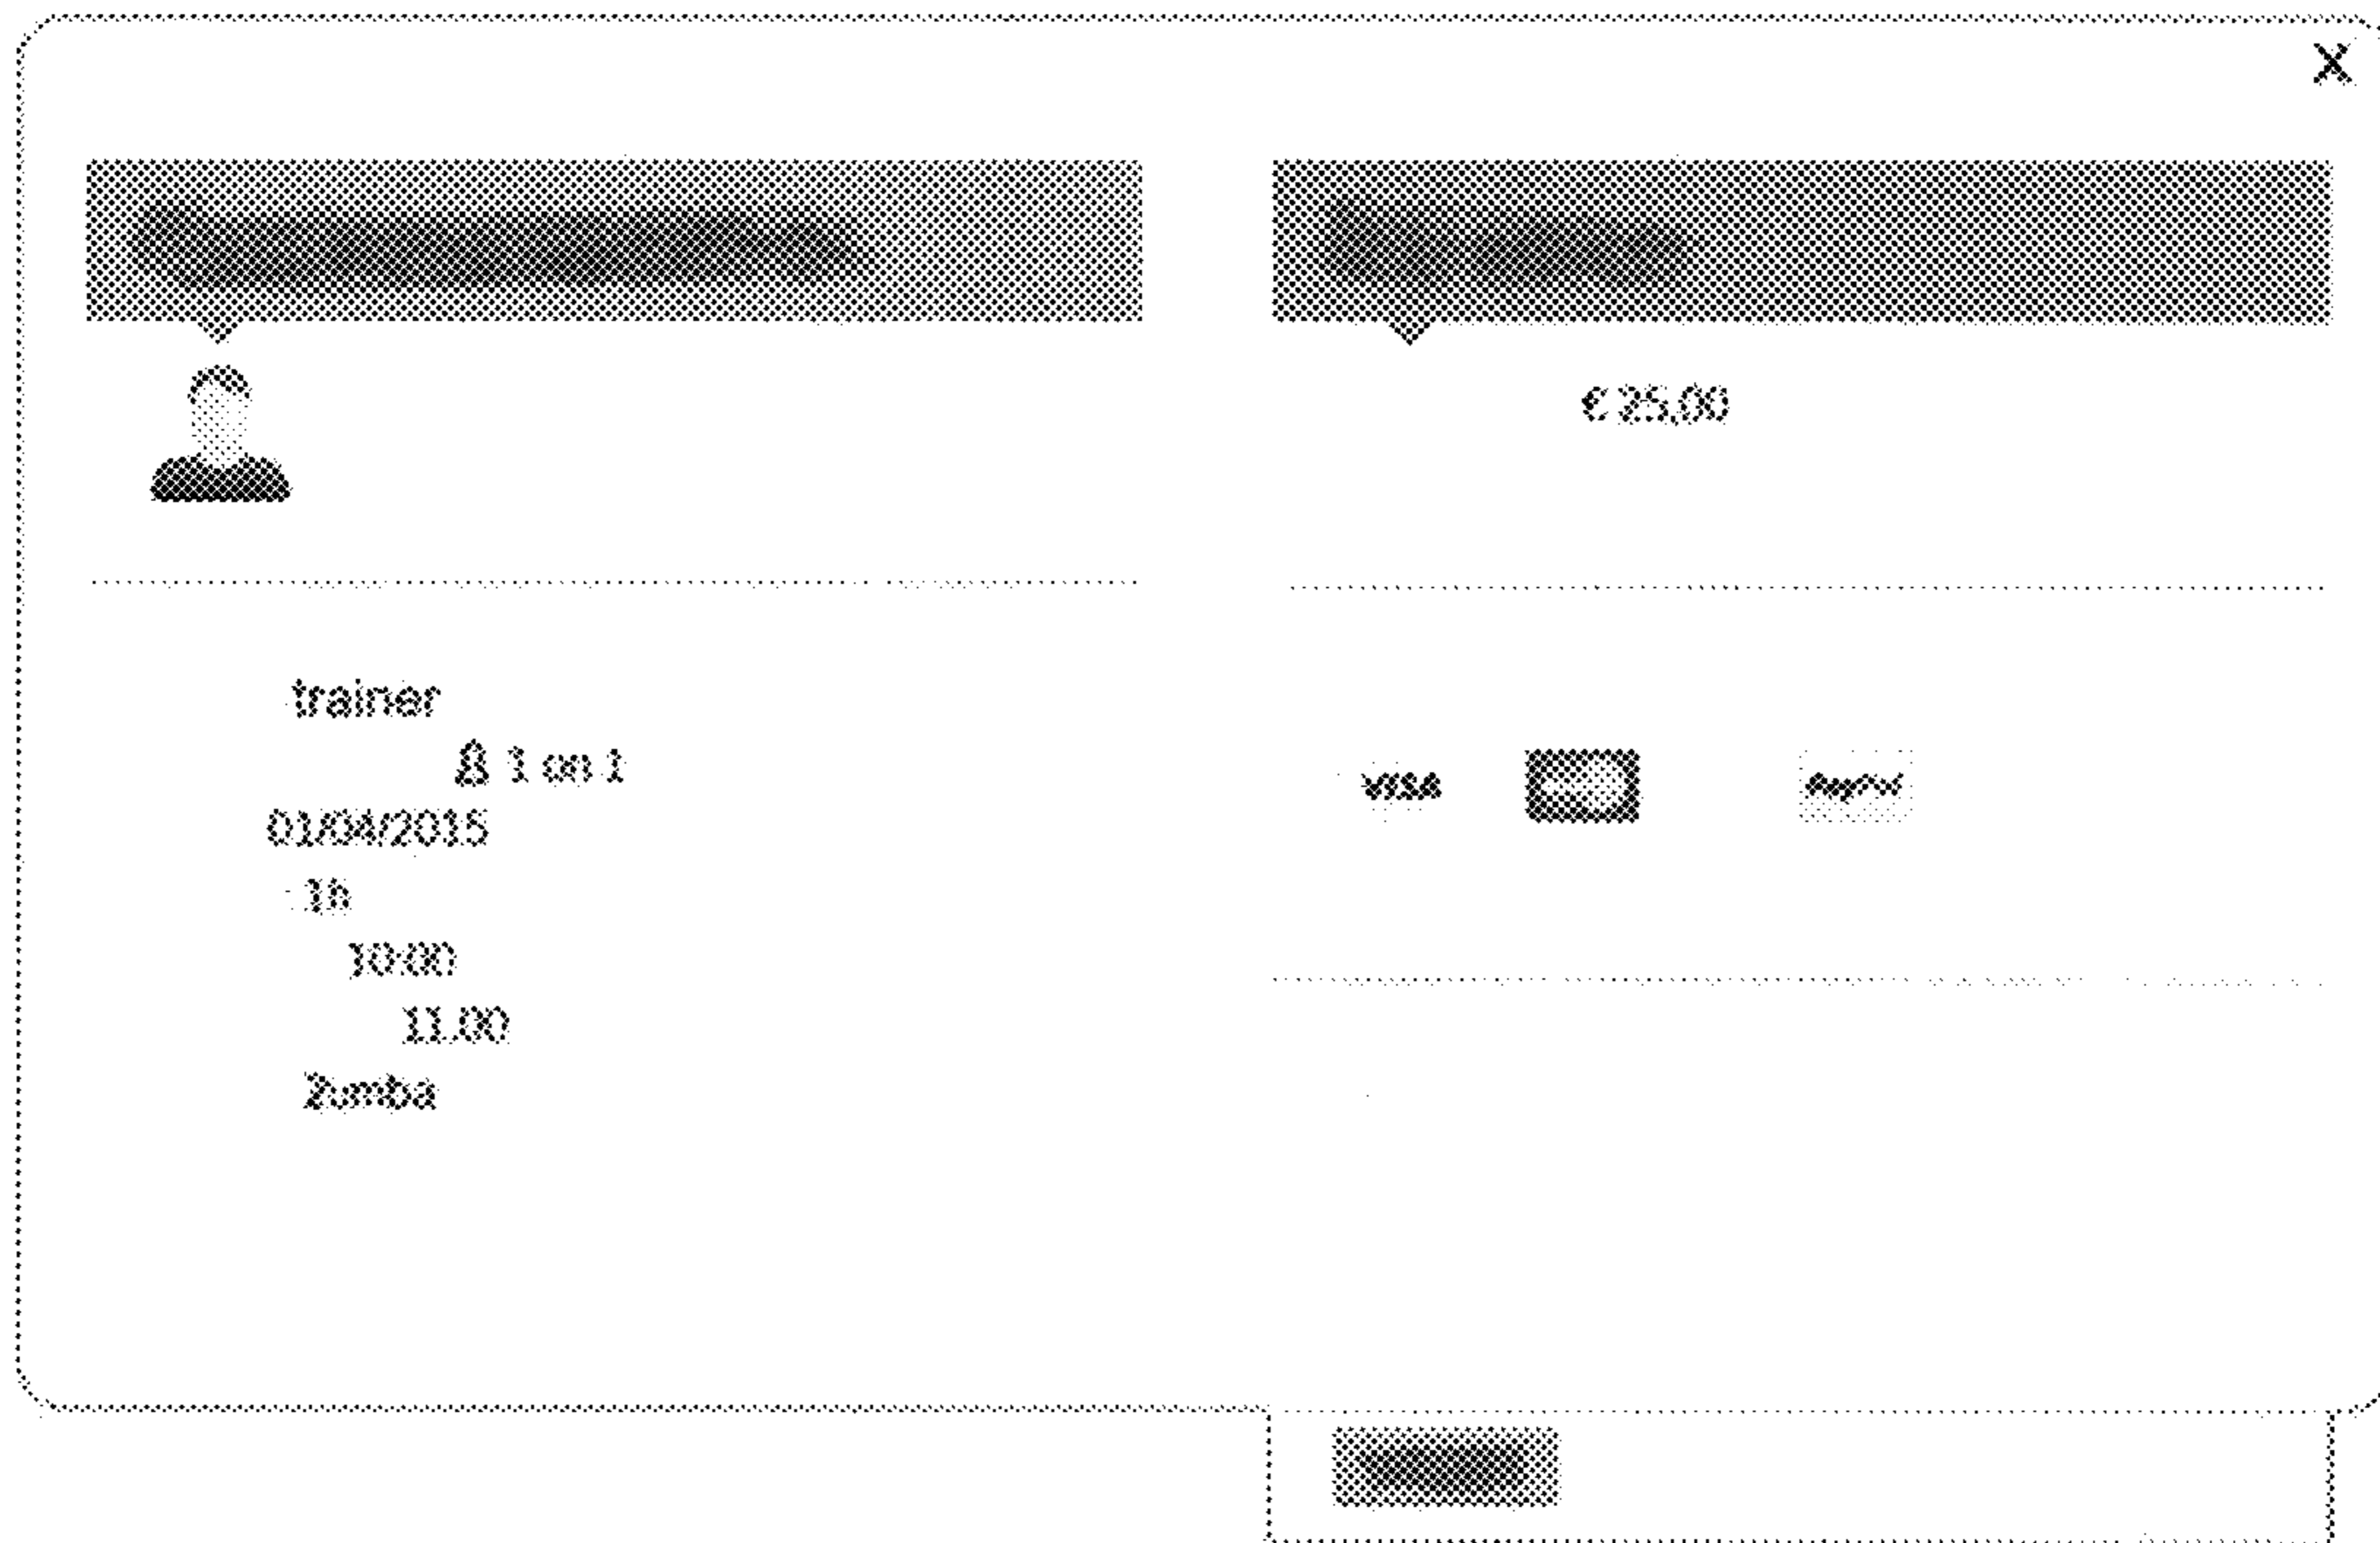 X
trainer
1 on 1
01/04/2015
1h
10:00
11.00
Zumba
€ 25,00
VISA